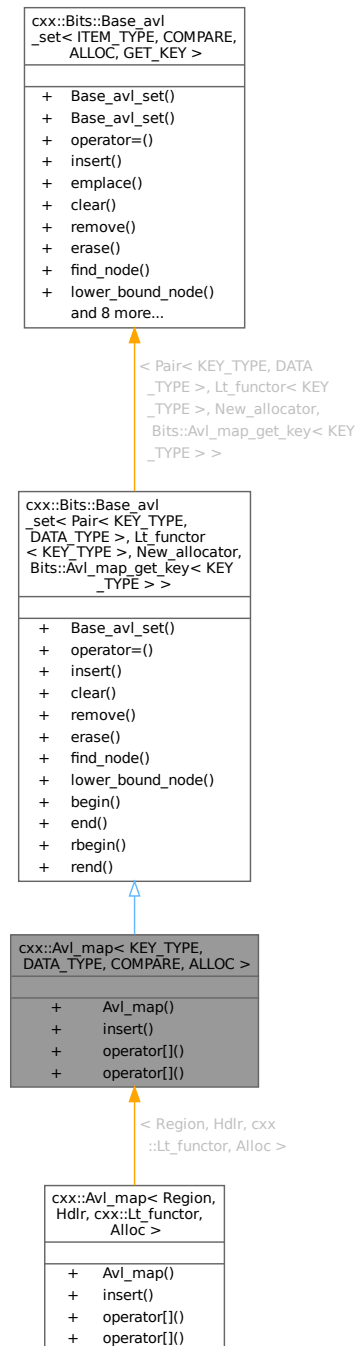 cxx::Bits::Base_avl
_set< ITEM_TYPE, COMPARE,
ALLOC, GET_KEY >
+ Base_avl_set()
+ Base_avl_set()
+ operator=()
+ insert()
+ emplace()
+ clear()
+ remove()
+ erase()
+ find_node()
+ lower_bound_node()
and 8 more...
< Pair< KEY_TYPE, DATA
_TYPE >, Lt_functor< KEY
_TYPE >, New_allocator,
Bits::Avl_map_get_key< KEY
_TYPE > >
cxx::Bits::Base_avl
_set< Pair< KEY_TYPE,
DATA_TYPE >, Lt_functor
< KEY_TYPE >, New_allocator,
Bits::Avl_map_get_key< KEY
_TYPE > >
+ Base_avl_set()
+ operator=()
+ insert()
+ clear()
+ remove()
+ erase()
+ find_node()
+ lower_bound_node()
+ begin()
+ end()
+ rbegin()
+ rend()
cxx::Avl_map< KEY_TYPE,
DATA_TYPE, COMPARE, ALLOC >
+ Avl_map()
+ insert()
+ operator[]()
+ operator[]()
< Region, Hdlr, cxx
::Lt_functor, Alloc >
cxx::Avl_map< Region,
Hdlr, cxx::Lt_functor,
Alloc >
+ Avl_map()
+ insert()
+ operator[]()
+ operator[]()